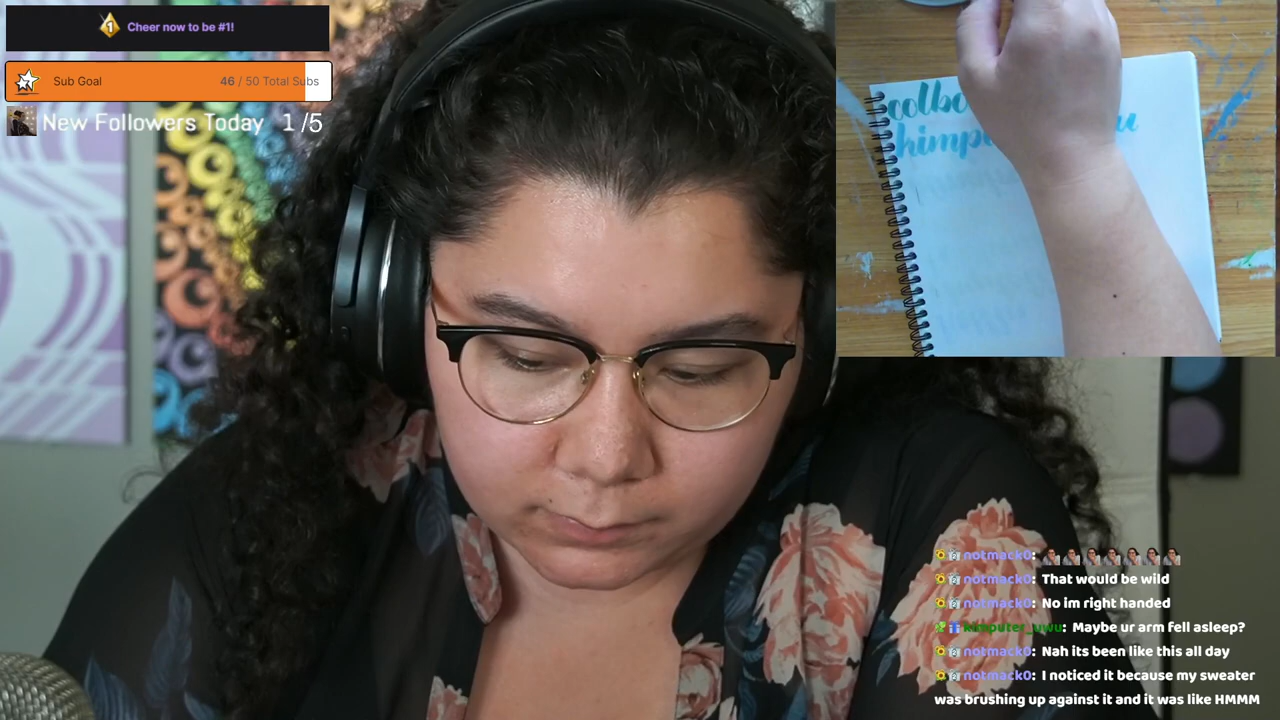 1
Cheer now to be #1!
Sub Goal 46 / 50 Total Subs
New Followers Today 1 /5
notmack0:
notmack0: That would be wild
notmack0: No im right handed
kimputer_uwu: Maybe ur arm fell asleep?
notmack0: Nah its been like this all day
notmack0: I noticed it because my sweater
was brushing up against it and it was like HMMM